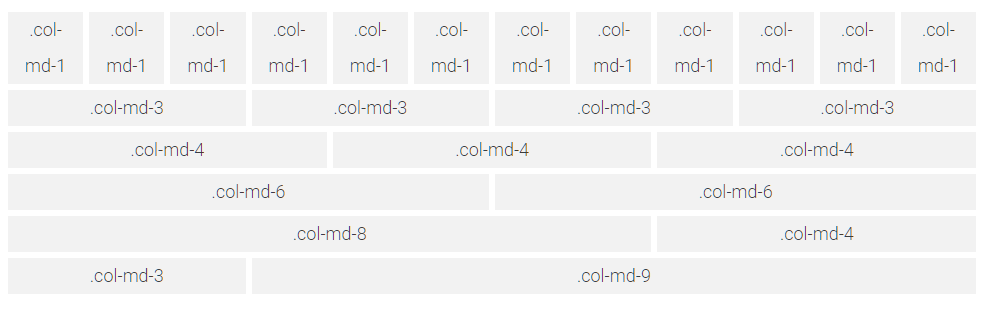 .col- .col- .col- .col- .col- .col- .col- .col- .col- .col- .col- .col-
md-1 md-1 md-1 md-1 md-1 md-1 md-1 md-1 md-1 md-1 md-1 md-1
.col-md-3 .col-md-3 .col-md-3 .col-md-3
.col-md-4 .col-md-4 .col-md-4
.col-md-6 .col-md-6
.col-md-8 .col-md-4
.col-md-3 .col-md-9